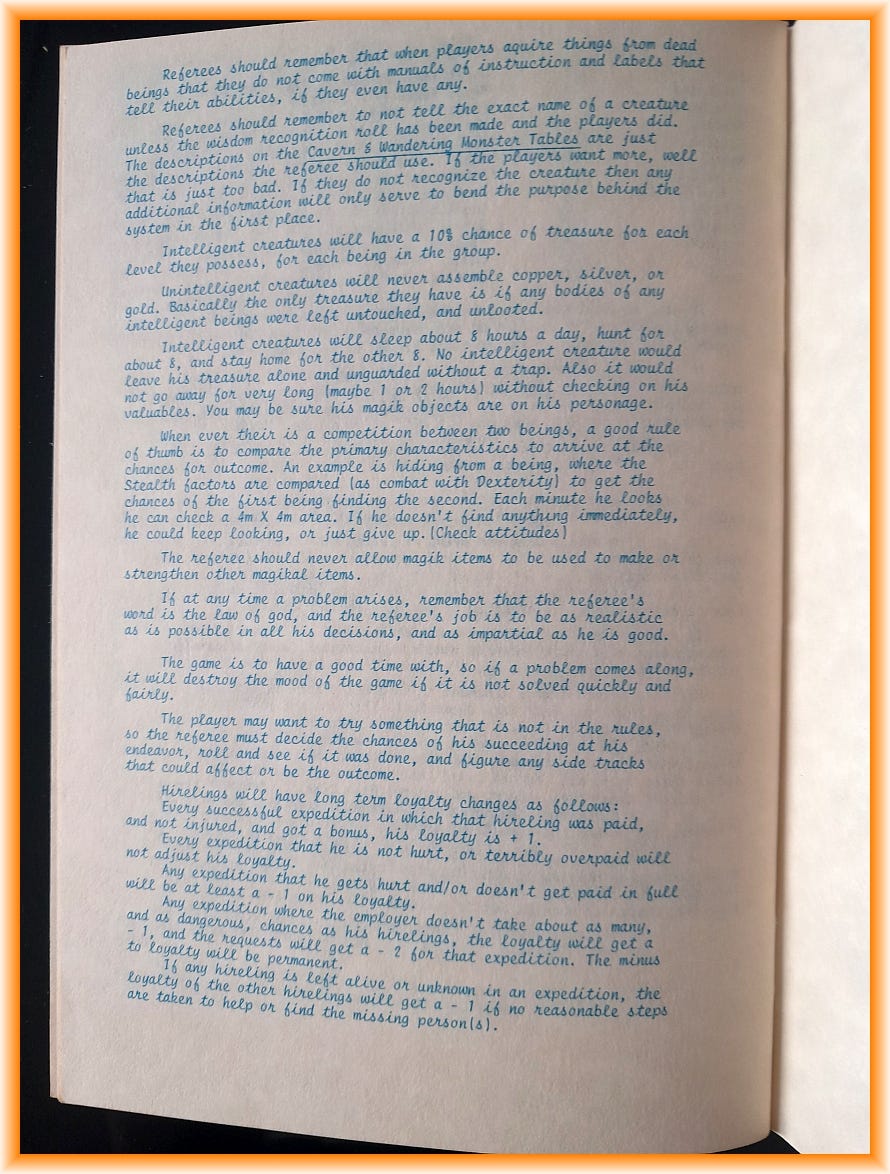 Referees should remember that when players aquire things from dead
beings that they do not come with manuals of instruction and labels that
tell their abilities, if they even have any.
Referees should remember to not tell the exact name of a creature
unless the wisdom recognition roll has been made and the players did.
The descriptions on the Cavern & Wandering Monster Tables are just
the descriptions the referee should use. If the players want more, well
that is just too bad. If they do not recognize the creature then any
additional information will only serve to bend the purpose behind the
system in the first place.
Intelligent creatures will have a 10% chance of treasure for each
level they possess, for each being in the group.
Unintelligent creatures will never assemble copper, silver, or
gold. Basically the only treasure they have is if any bodies of any
intelligent beings were left untouched, and unlooted.
Intelligent creatures will sleep about 8 hours a day, hunt for
about 8, and stay home for the other 8. No intelligent creature would
leave his treasure alone and unguarded without a trap. Also it would
not go away for very long (maybe 1 or 2 hours) without checking on his
valuables. You may be sure his magik objects are on his personage.
When ever their is a competition between two beings, a good rule
of thumb is to compare the primary characteristics to arrive at the
chances for outcome. An example is hiding from a being, where the
Stealth factors are compared (as combat with Dexterity) to get the
chances of the first being finding the second. Each minute he looks
he can check a 4m X 4m area. If he doesn't find anything immediately,
he could keep looking, or just give up.(Check attitudes)
The referee should never allow magik items to be used to make or
strengthen other magikal items.
If at any time a problem arises, remember that the referee's
word is the law of god, and the referee's job is to be as realistic
as is possible in all his decisions, and as impartial as he is good.
The game is to have a good time with, so if a problem comes along,
it will destroy the mood of the game if it is not solved quickly and
fairly.
The player may want to try something that is not in the rules,
so the referee must decide the chances of his succeeding at his
endeavor, roll and see if it was done, and figure any side tracks
that could affect or be the outcome.
Hirelings will have long term loyalty changes as follows:
Every successful expedition in which that hireling was paid,
and not injured, and got a bonus, his loyalty is + 1.
Every expedition that he is not hurt, or terribly overpaid will
not adjust his loyalty.
Any expedition that he gets hurt and/or doesn't get paid in full
will be at least a - 1 on his loyalty.
Any expedition where the employer doesn't take about as many,
and as dangerous, chances as his hirelings, the loyalty will get a
- 1, and the requests will get a - 2 for that expedition. The minus
to loyalty will be permanent.
If any hireling is left alive or unknown in an expedition, the
loyalty of the other hirelings will get a - 1 if no reasonable steps
are taken to help or find the missing person(s).